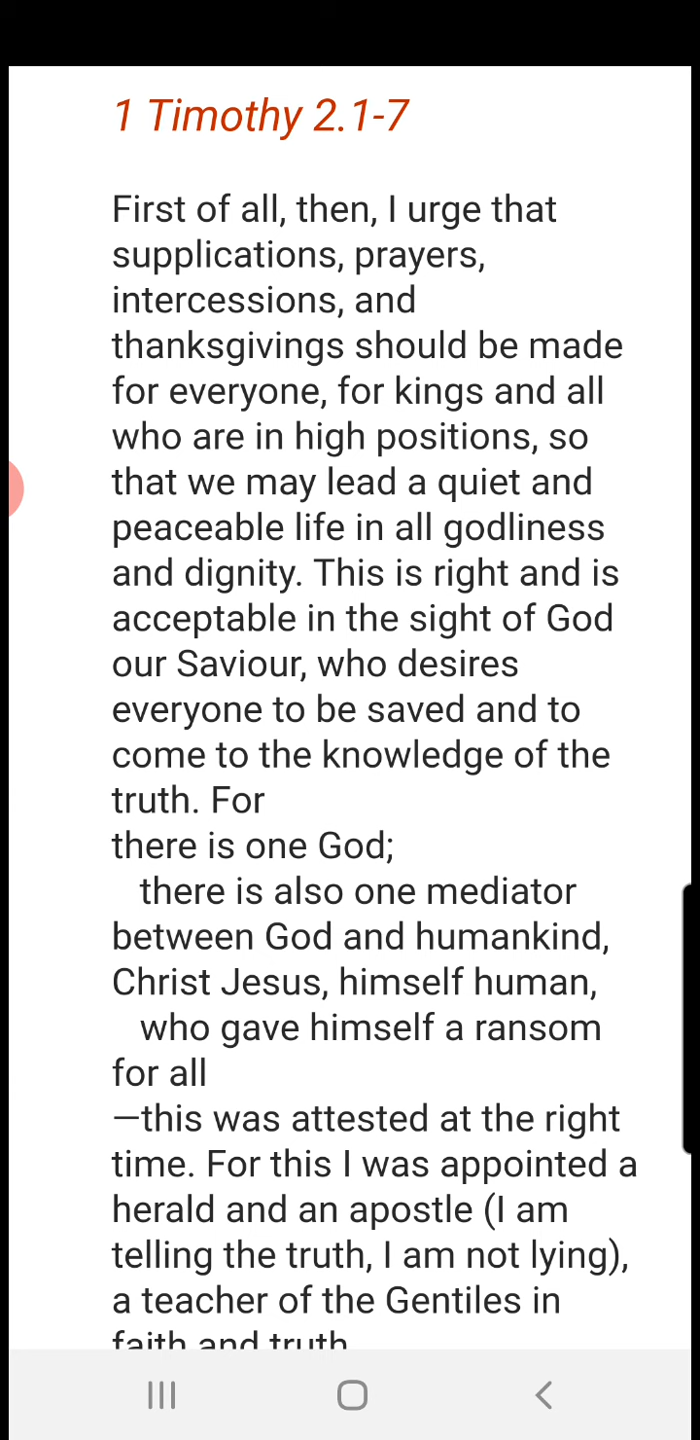 1 Timothy 2.1-7
First of all, then, I urge that
supplications, prayers,
intercessions, and
thanksgivings should be made
for everyone, for kings and all
who are in high positions, so
that we may lead a quiet and
peaceable life in all godliness
and dignity. This is right and is
acceptable in the sight of God
our Saviour, who desires
everyone to be saved and to
come to the knowledge of the
truth. For
there is one God;
there is also one mediator
between God and humankind,
Christ Jesus, himself human,
who gave himself a ransom
for all
—this was attested at the right
time. For this I was appointed a
herald and an apostle (I am
telling the truth, I am not lying),
a teacher of the Gentiles in
faith and truth